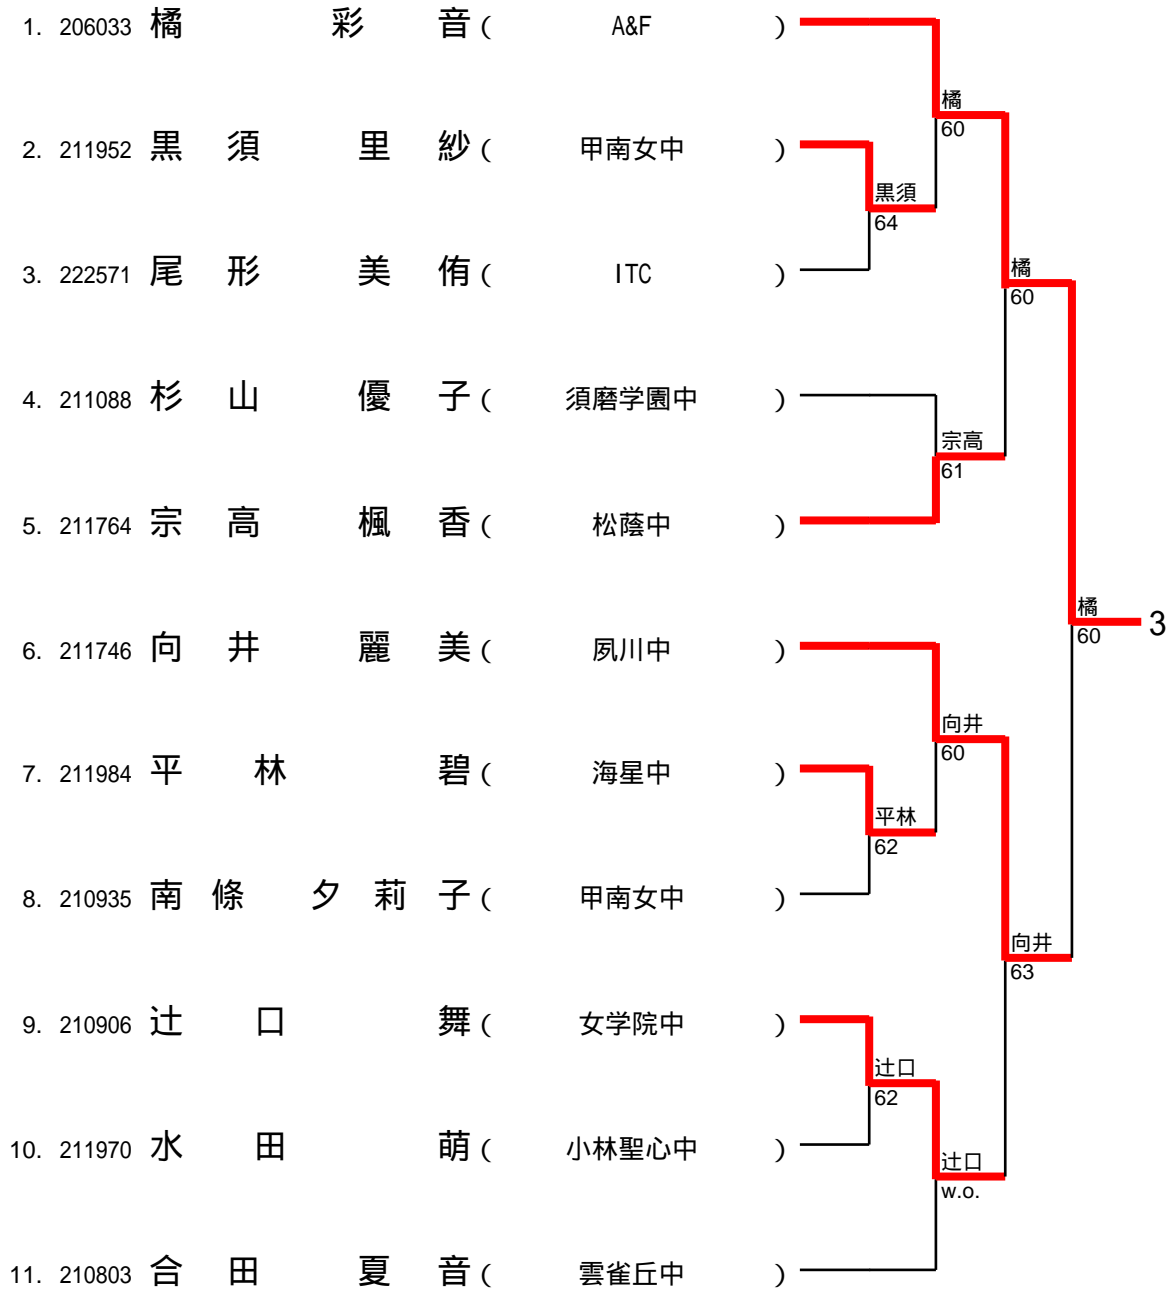 1. 206033 橘 彩 音 ( A&F )
橘
60
2. 211952 黒 須 里 紗 ( 甲南女中 )
黒須
64
3. 222571 尾 形 美 侑 ( ITC )
橘
60
4. 211088 杉 山 優 子 ( 須磨学園中 )
宗高
61
5. 211764 宗 高 楓 香 ( 松蔭中 )
橘
60
3
6. 211746 向 井 麗 美 ( 夙川中 )
向井
60
7. 211984 平 林 碧 ( 海星中 )
平林
62
8. 210935 南 條 夕 莉 子 ( 甲南女中 )
向井
63
9. 210906 辻 口 舞 ( 女学院中 )
辻口
62
10. 211970 水 田 萌 ( 小林聖心中 )
辻口
w.o.
11. 210803 合 田 夏 音 ( 雲雀丘中 )